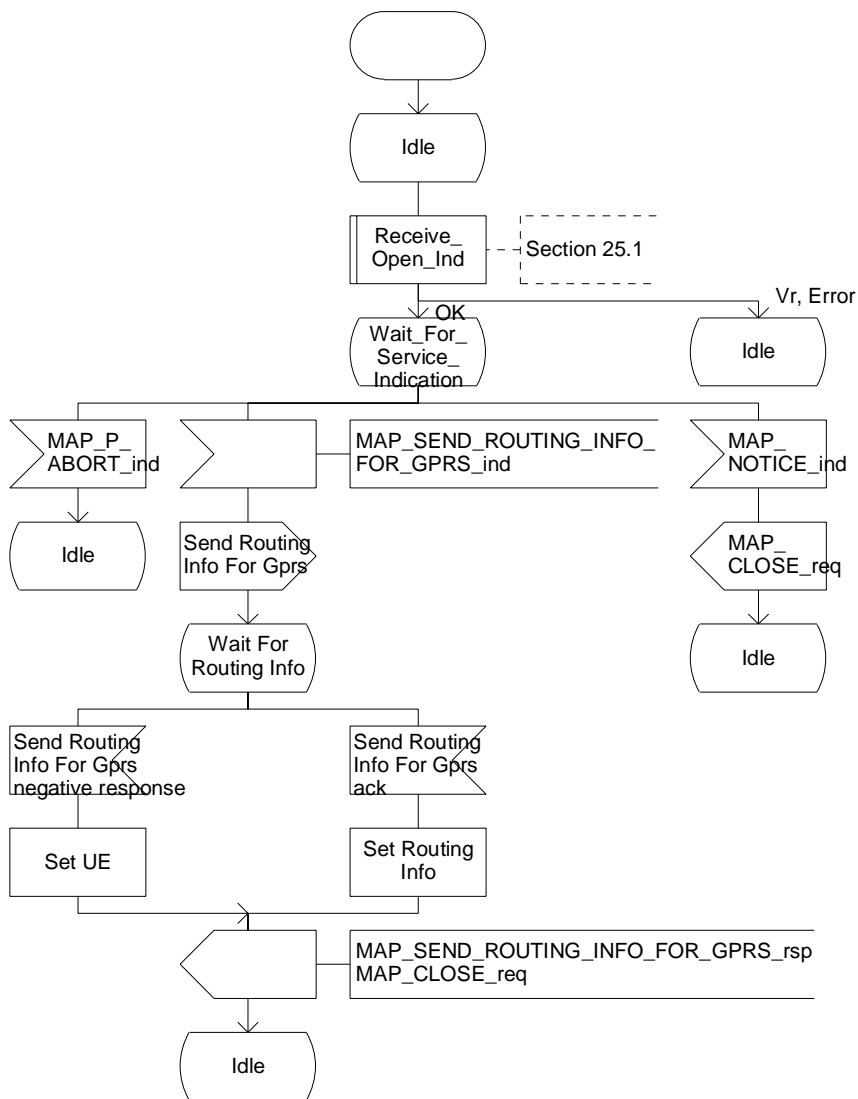 Idle
Receive_
Open_Ind
Section 25.1
Vr, Error
OK
Wait_For_
Service_
Indication
Idle
MAP_P_
ABORT_ind
MAP_SEND_ROUTING_INFO_
FOR_GPRS_ind
MAP_
NOTICE_ind
Idle
Send Routing
Info For Gprs
MAP_
CLOSE_req
Wait For
Routing Info
Idle
Send Routing
Info For Gprs
negative response
Send Routing
Info For Gprs
ack
Set UE
Set Routing
Info
MAP_SEND_ROUTING_INFO_FOR_GPRS_rsp
MAP_CLOSE_req
Idle